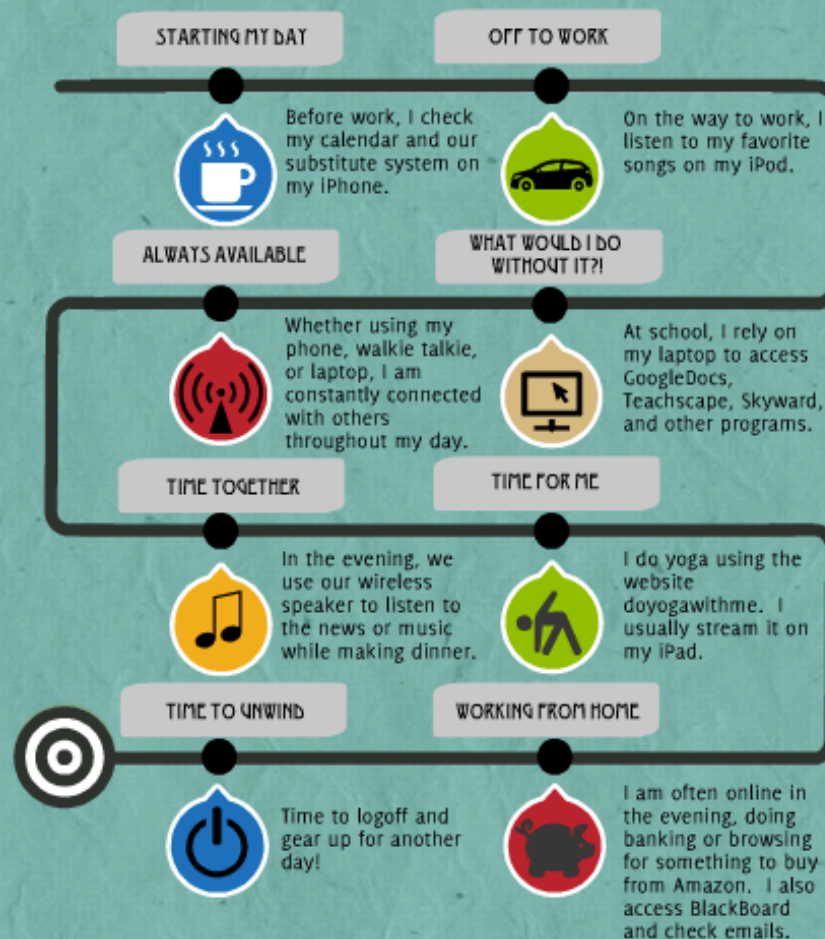 STARTING MY DAY
Before work, I check
my calendar and our
substitute system on
my iPhone.
OFF TO WORK
On the way to work, I
listen to my favorite
songs on my iPod.
WHAT WOULD I DO
WITHOUT IT?!
At school, I rely on
my laptop to access
GoogleDocs,
Teachscape, Skyward,
and other programs.
ALWAYS AVAILABLE
Whether using my
phone, walkie talkie,
or laptop, I am
constantly connected
with others
throughout my day.
TIME TOGETHER
In the evening, we
use our wireless
speaker to listen to
the news or music
while making dinner.
TIME FOR ME
I do yoga using the
website
doyogawithme. I
usually stream it on
my iPad.
WORKING FROM HOME
I am often online in
the evening, doing
banking or browsing
for something to buy
from Amazon. I also
access BlackBoard
and check emails.
TIME TO UNWIND
Time to logoff and
gear up for another
day!